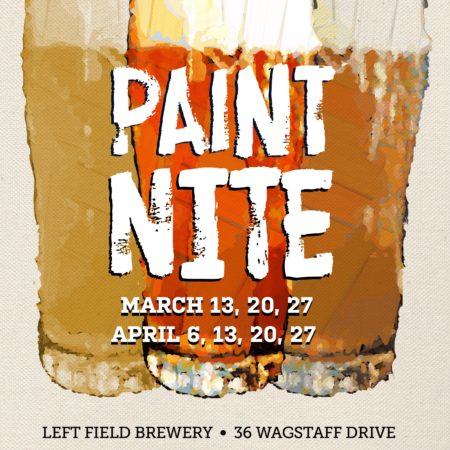 PAINT
NITE
MARCH 13, 20, 27
APRIL 6, 13, 20, 27
LEFT FIELD BREWERY • 36 WAGSTAFF DRIVE